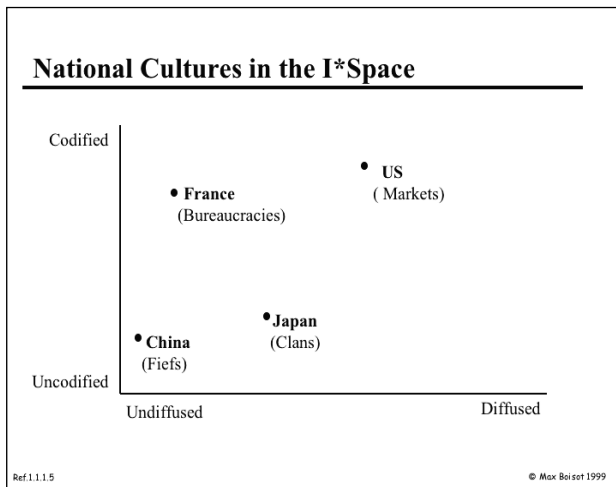 National Cultures in the I*Space
Codified
US
( Markets)
France
(Bureaucracies)
Japan
(Clans)
China
(Fiefs)
Uncodified
Undiffused
Diffused
Ref.1.1.1.5
© Max Boisot 1999